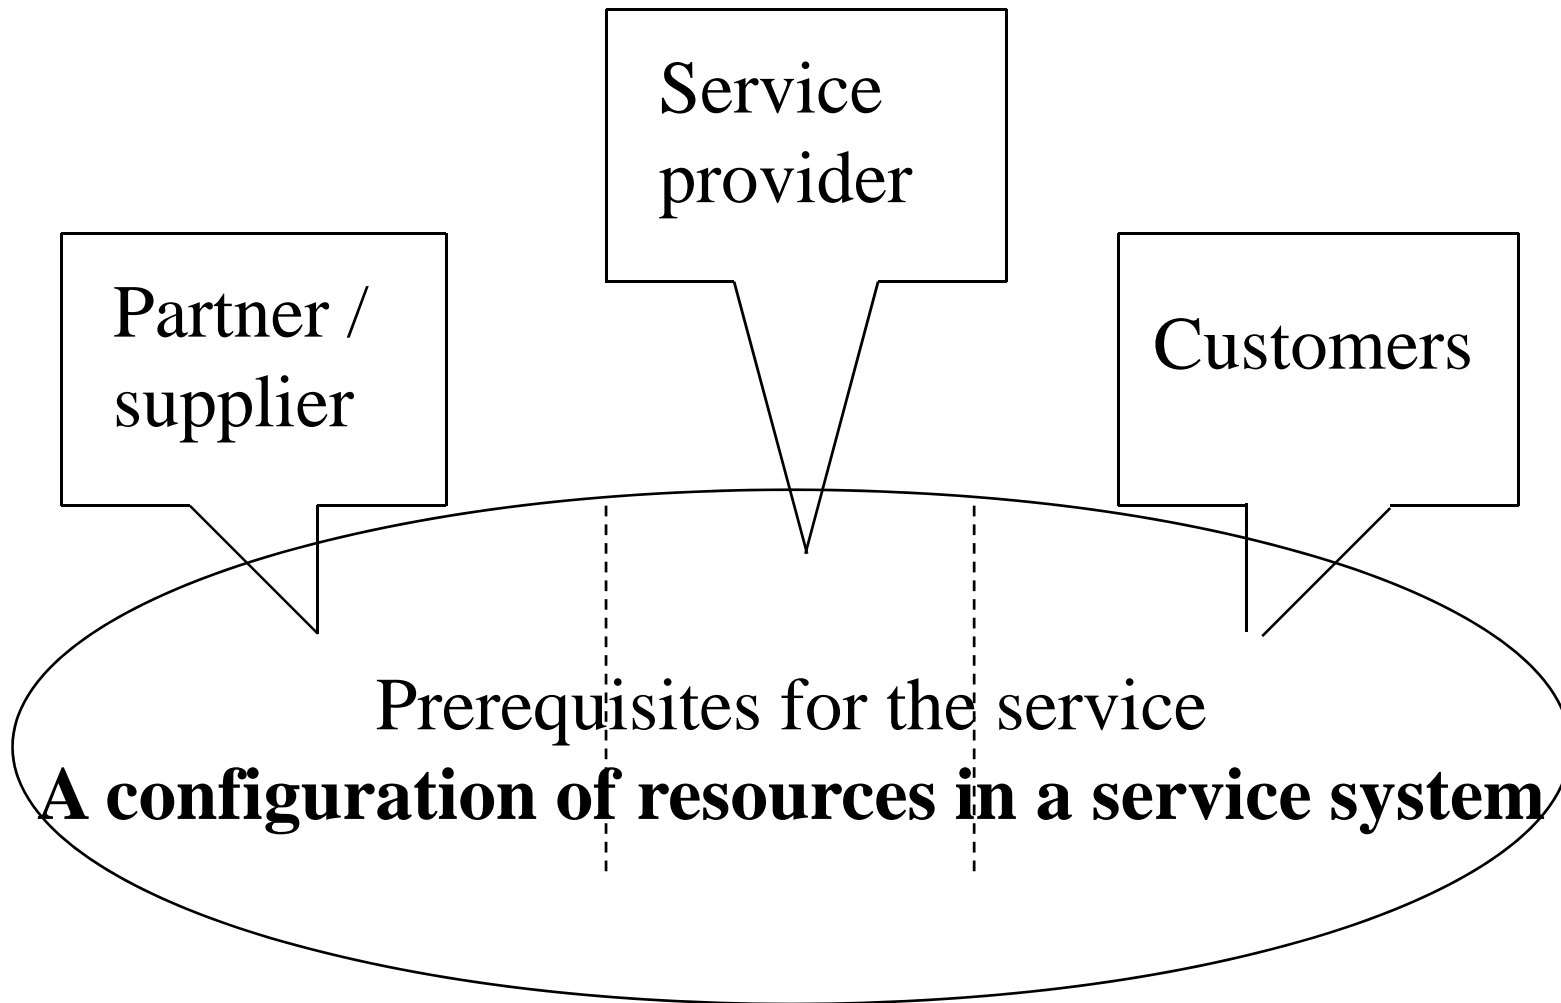 Service
provider
Partner /
supplier
Customers
Prerequisites for the service
A configuration of resources in a service system